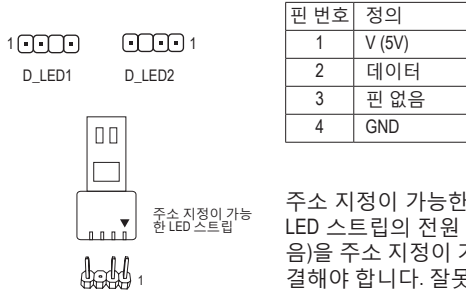 1 1
D_LED1 D_LED2
핀 번호 정의
1 V (5V)
2 데이터
3 핀 없음
4 GND
주소 지정이 가능
한 LED 스트립
1
주소 지정이 가능한
LED 스트립의 전원
음)을 주소 지정이
결해야 합니다. 잘못